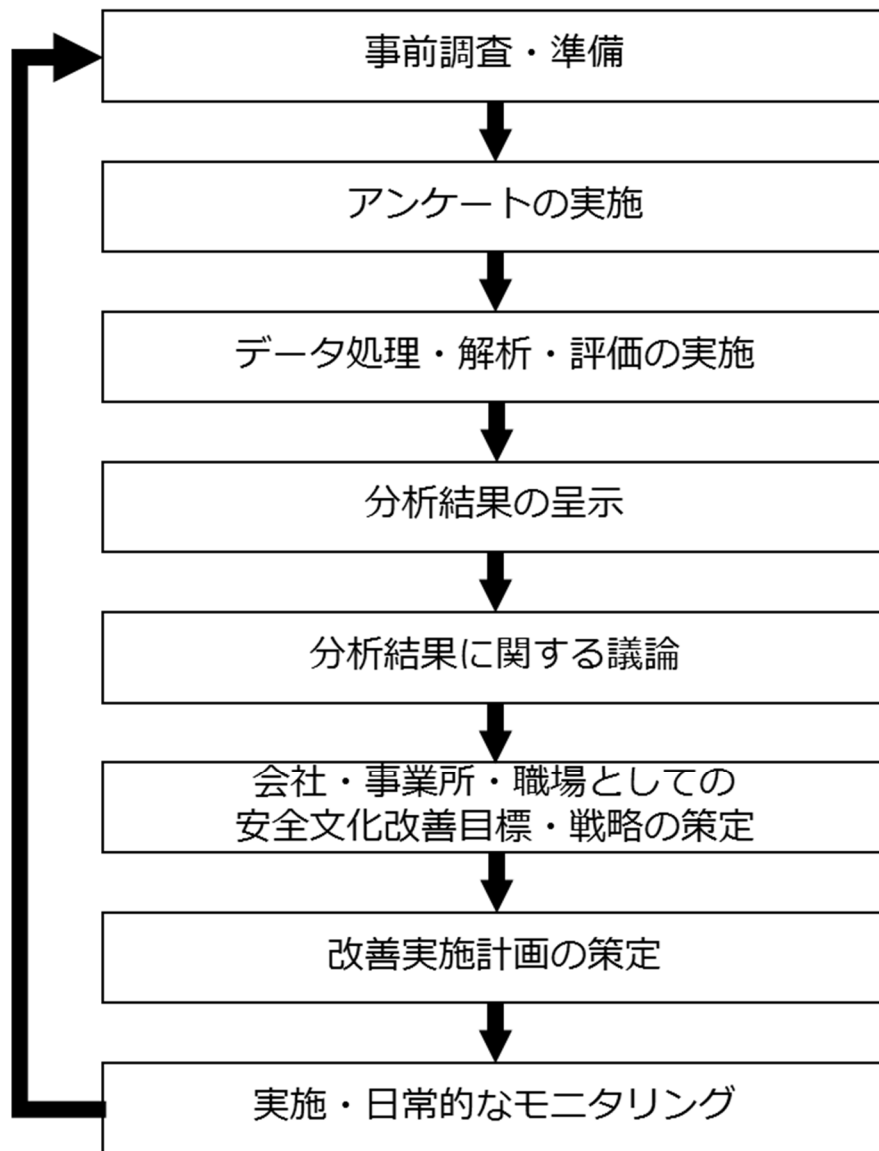 事前調査・準備
アンケートの実施
データ処理・解析・評価の実施
分析結果の呈示
分析結果に関する議論
会社・事業所・職場としての
安全文化改善目標・戦略の策定
改善実施計画の策定
実施・日常的なモニタリング